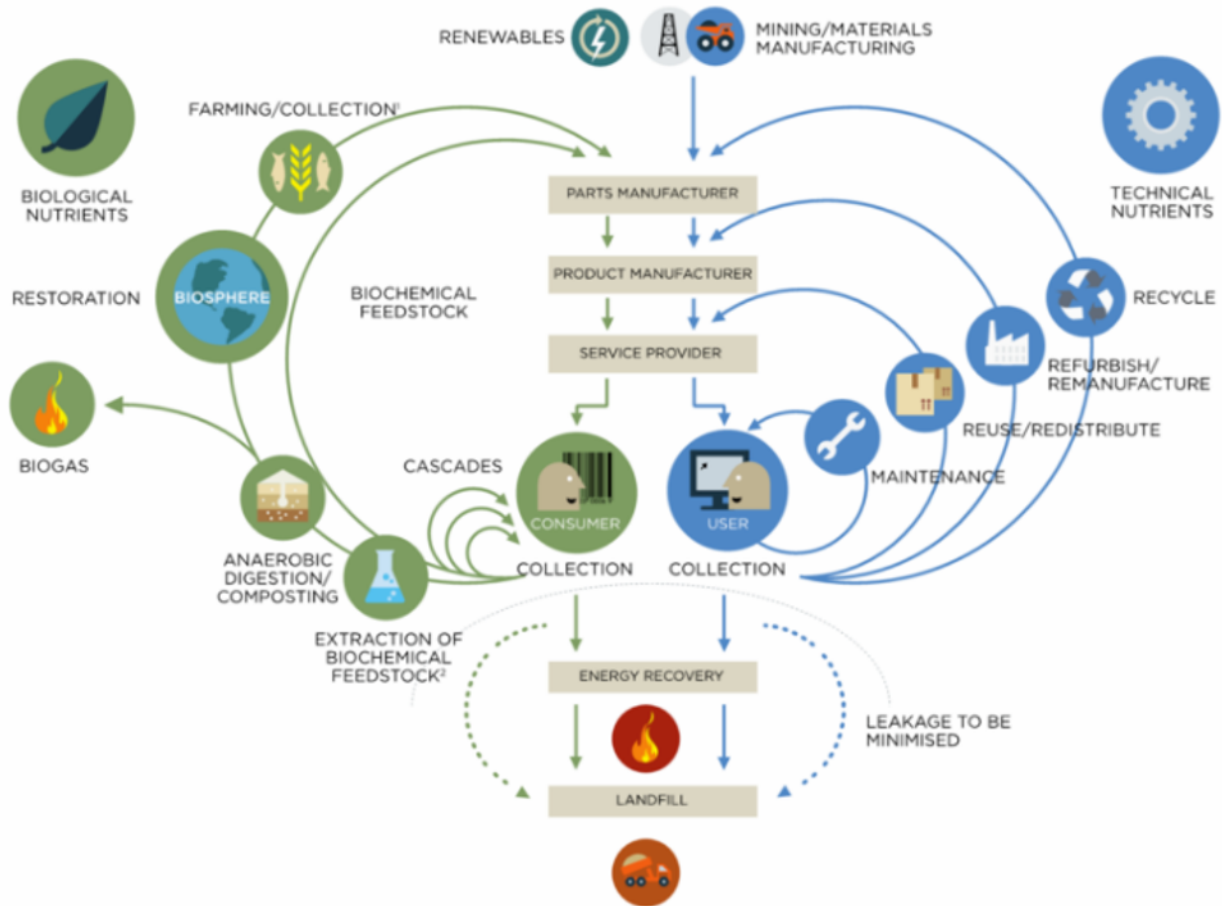 RENEWABLES
MINING/MATERIALS
MANUFACTURING
FARMING/COLLECTION¹
BIOLOGICAL
NUTRIENTS
TECHNICAL
NUTRIENTS
PARTS MANUFACTURER
PRODUCT MANUFACTURER
SERVICE PROVIDER
RESTORATION
BIOSPHERE
BIOCHEMICAL
FEEDSTOCK
RECYCLE
REFURBISH/
REMANUFACTURE
REUSE/REDISTRIBUTE
MAINTENANCE
BIOGAS
CASCADES
CONSUMER
USER
COLLECTION
COLLECTION
ANAEROBIC
DIGESTION/
COMPOSTING
EXTRACTION OF
BIOCHEMICAL
FEEDSTOCK²
ENERGY RECOVERY
LEAKAGE TO BE
MINIMISED
LANDFILL